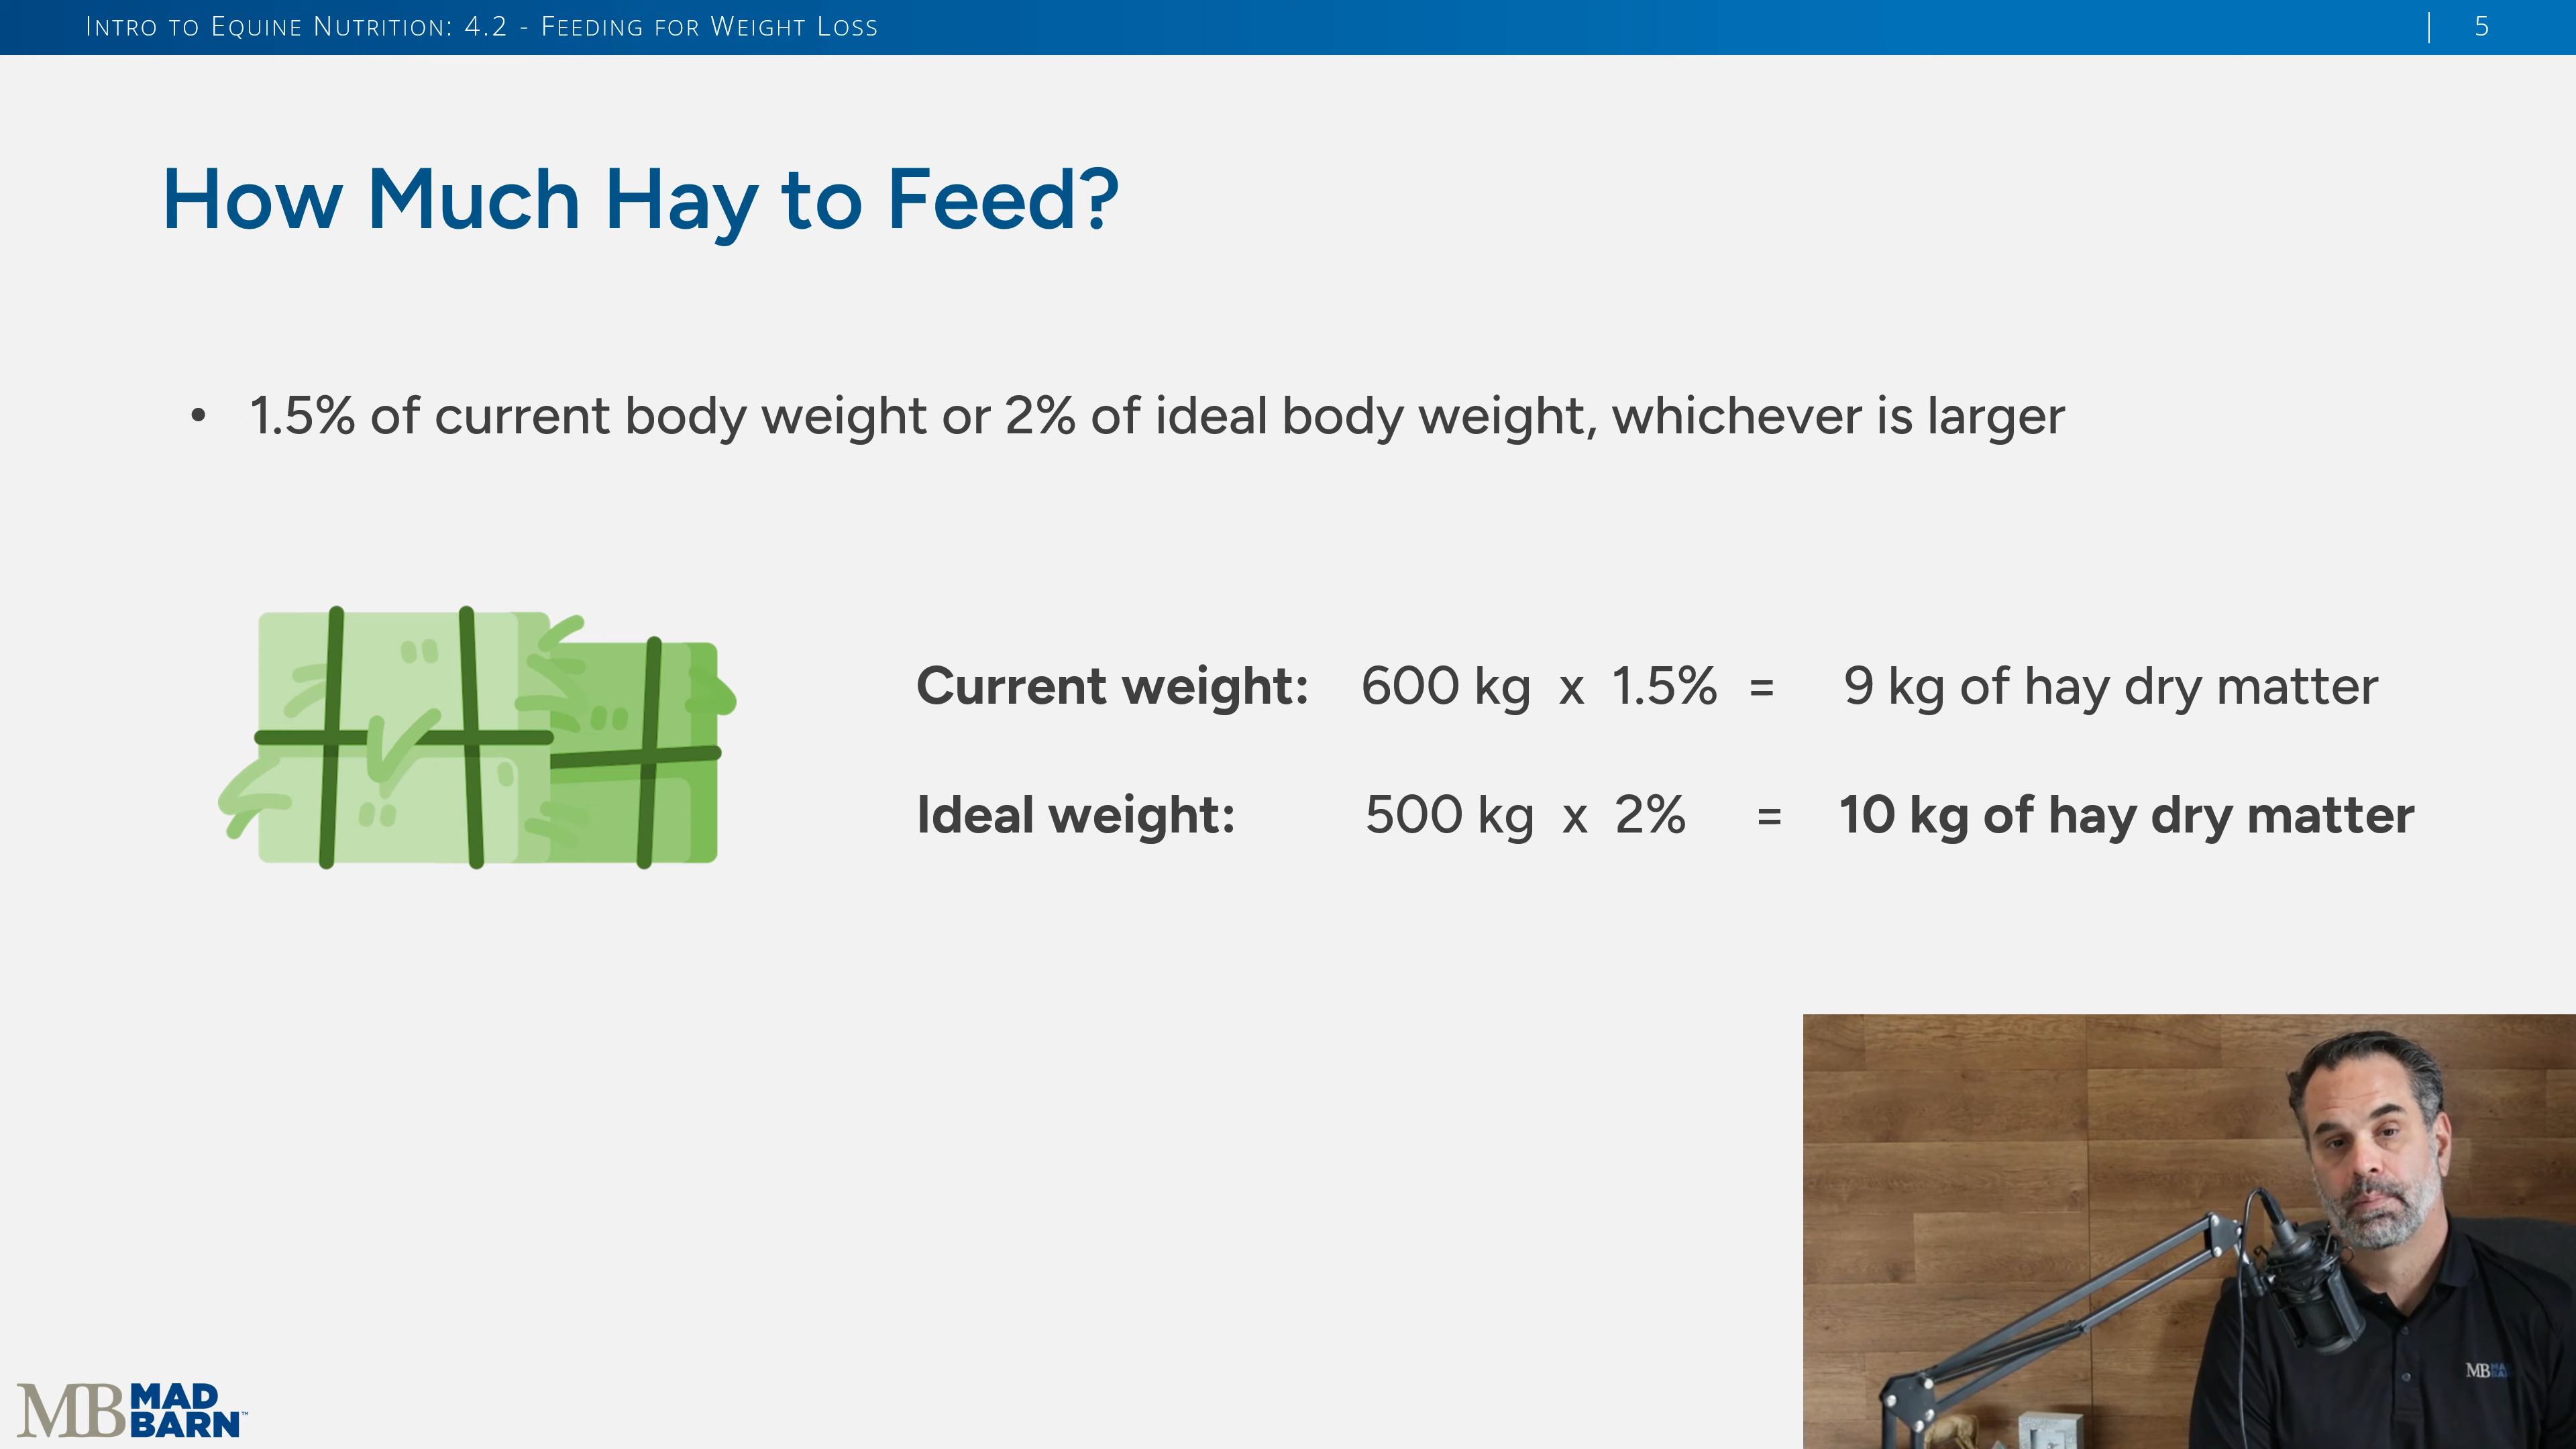 Intro to Equine Nutrition: 4.2 - Feeding for Weight Loss | 5
How Much Hay to Feed?
• 1.5% of current body weight or 2% of ideal body weight, whichever is larger
Current weight: 600 kg x 1.5% = 9 kg of hay dry matter
Ideal weight: 500 kg x 2% = 10 kg of hay dry matter
MB MAD BARN™
MB